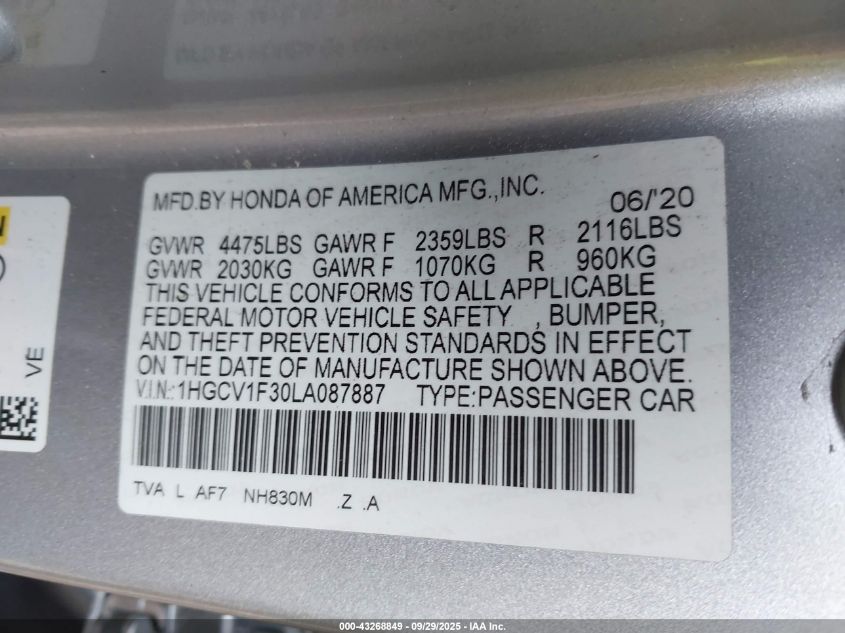 MFD.BY HONDA OF AMERICA MFG.,INC. 06/'20
GVWR 4475LBS GAWR F 2359LBS R 2116LBS
GVWR 2030KG GAWR F 1070KG R 960KG
THIS VEHICLE CONFORMS TO ALL APPLICABLE
FEDERAL MOTOR VEHICLE SAFETY , BUMPER,
AND THEFT PREVENTION STANDARDS IN EFFECT
ON THE DATE OF MANUFACTURE SHOWN ABOVE.
V.I.N.:1HGCV1F30LA087887 TYPE:PASSENGER CAR
TVA L AF7 NH830M .Z .A
VE
000-43268849 - 09/29/2025 - IAA Inc.